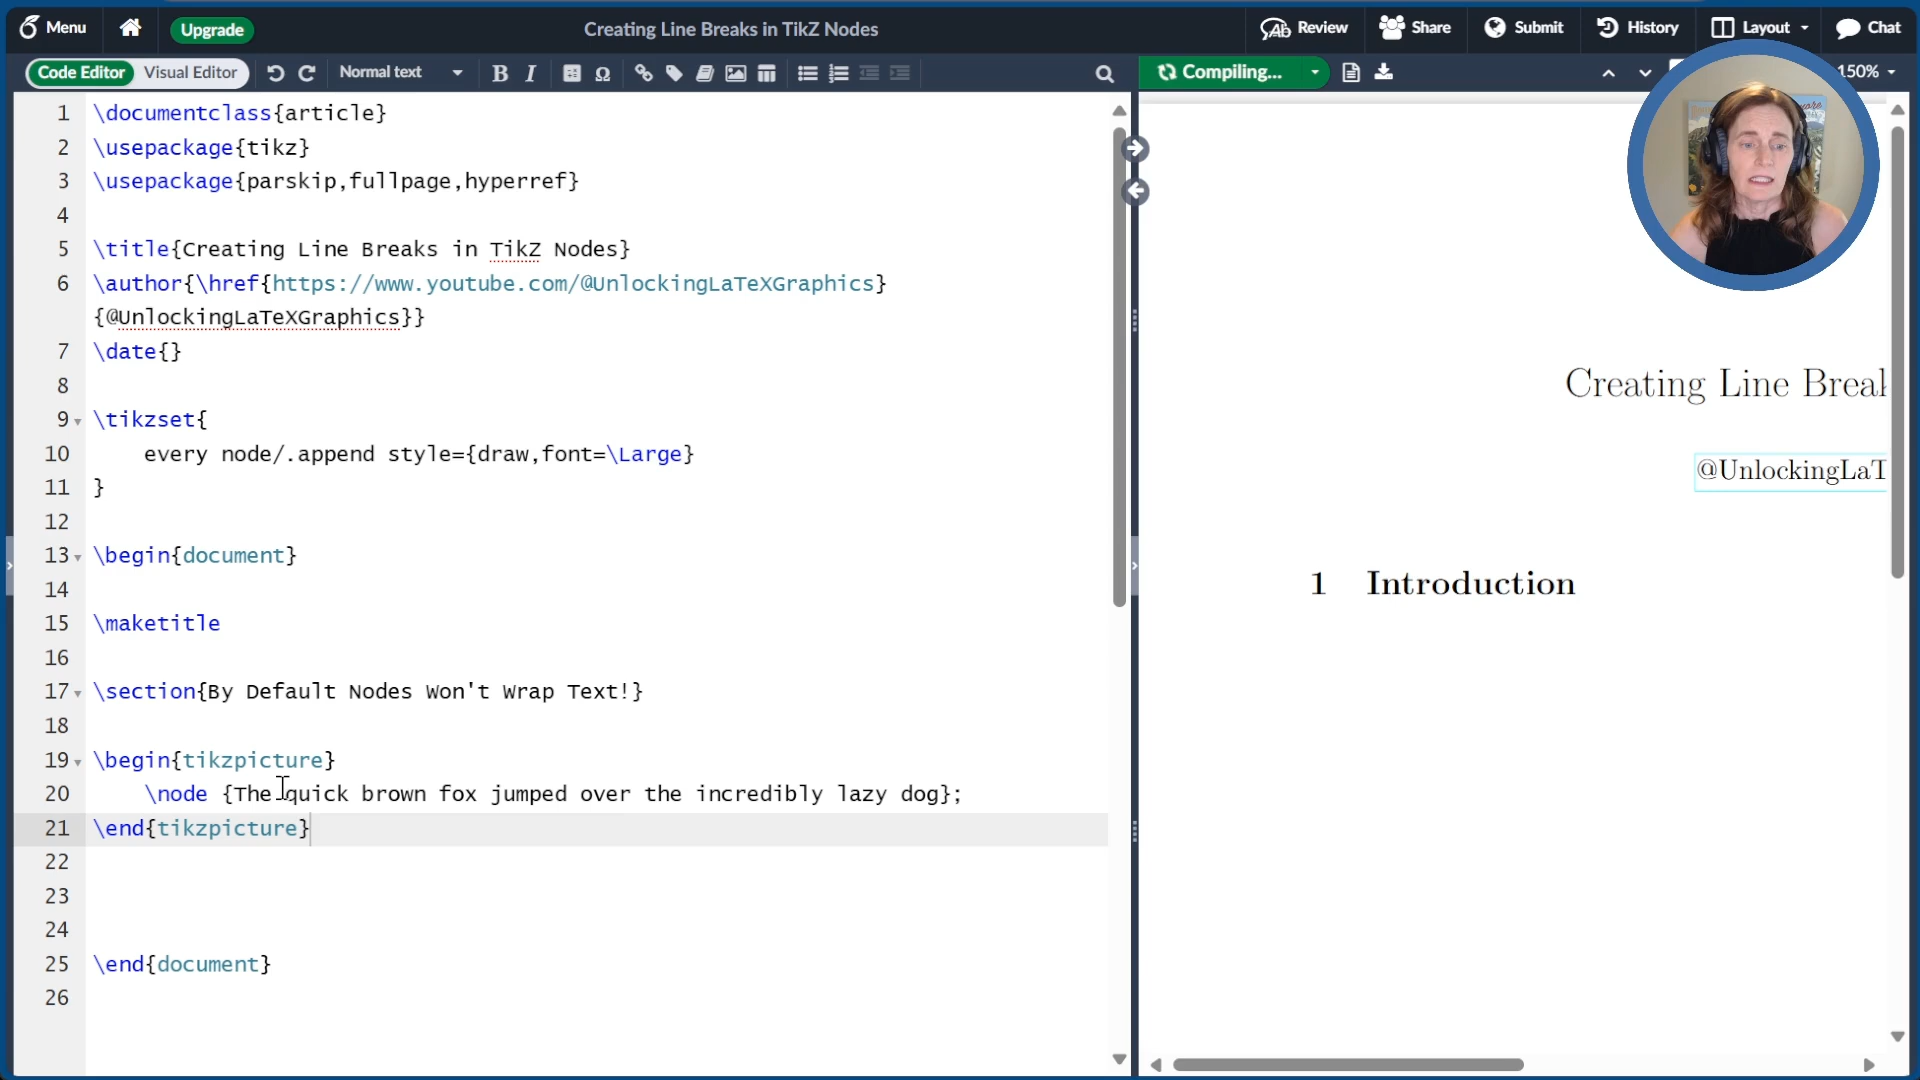 Menu
Upgrade
Creating Line Breaks in TikZ Nodes
Review
Share
Submit
History
Layout
Chat
Code Editor
Visual Editor
Normal text
B I
Ω
Compiling...
150%
1 \documentclass{article}
2 \usepackage{tikz}
3 \usepackage{parskip,fullpage,hyperref}
4
5 \title{Creating Line Breaks in TikZ Nodes}
6 \author{\href{https://www.youtube.com/@UnlockingLaTeXGraphics}
{@UnlockingLaTeXGraphics}}
7 \date{}
8
9 \tikzset{
10 every node/.append style={draw,font=\Large}
11 }
12
13 \begin{document}
14
15 \maketitle
16
17 \section{By Default Nodes Won't Wrap Text!}
18
19 \begin{tikzpicture}
20 \node {The quick brown fox jumped over the incredibly lazy dog};
21 \end{tikzpicture}
22
23
24
25 \end{document}
26
Creating Line Break
@UnlockingLaT
1 Introduction